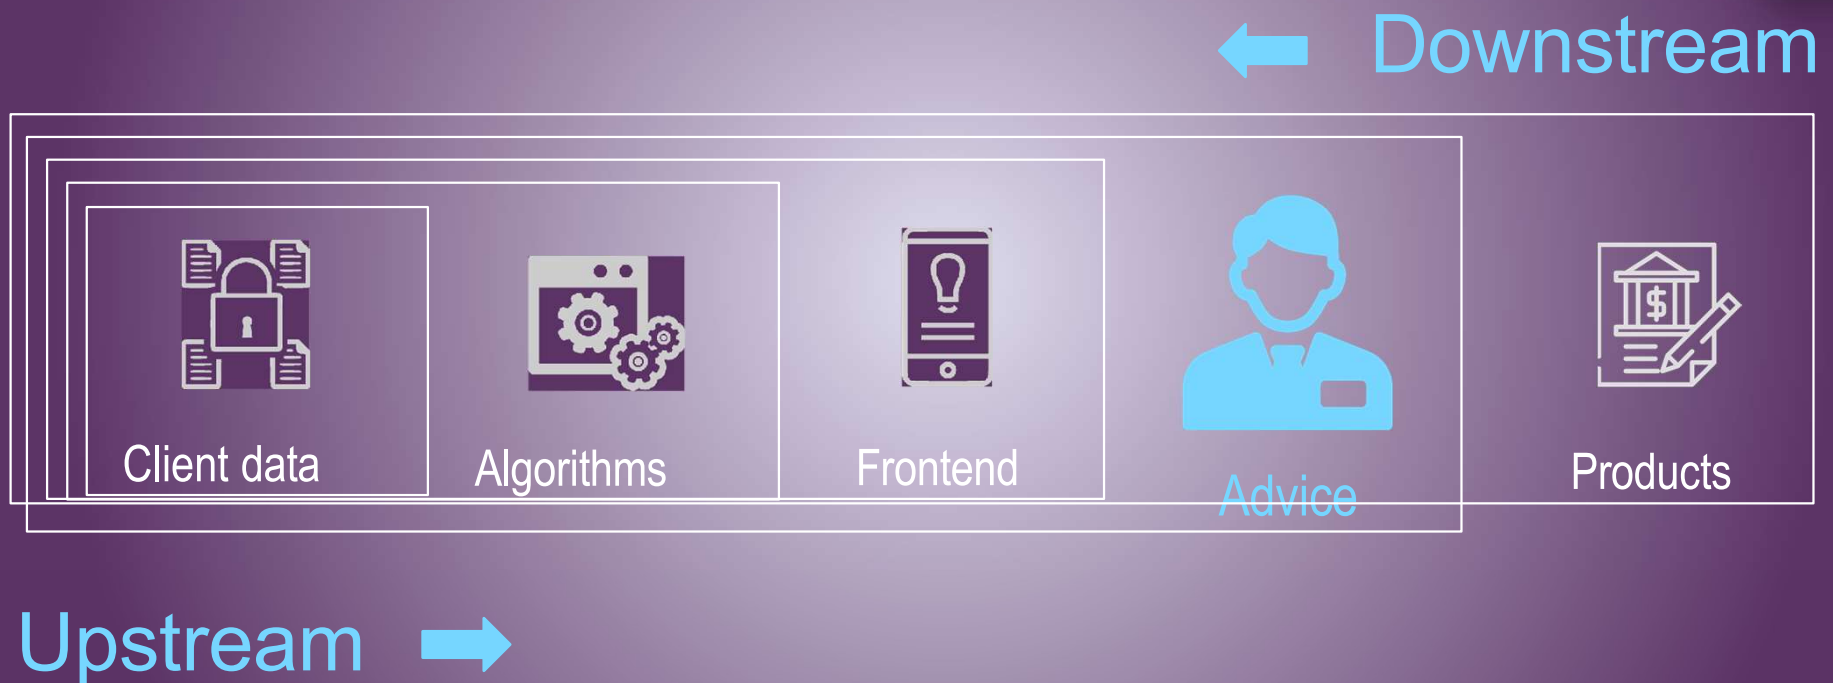 Downstream
Client data
Algorithms
Frontend
Advice
$
Products
Upstream